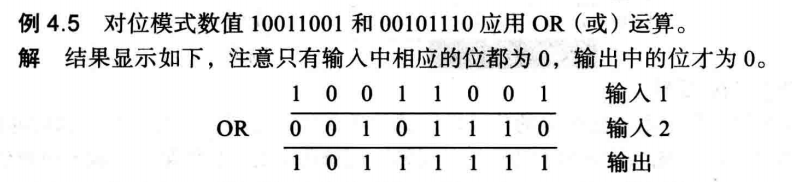 例 4.5 对位模式数值 10011001 和 00101110 应用 OR（或）运算。
解 结果显示如下，注意只有输入中相应的位都为 0，输出中的位才为 0。
1 0 0 1 1 0 0 1 输入 1
OR 0 0 1 0 1 1 1 0 输入 2
1 0 1 1 1 1 1 1 输出